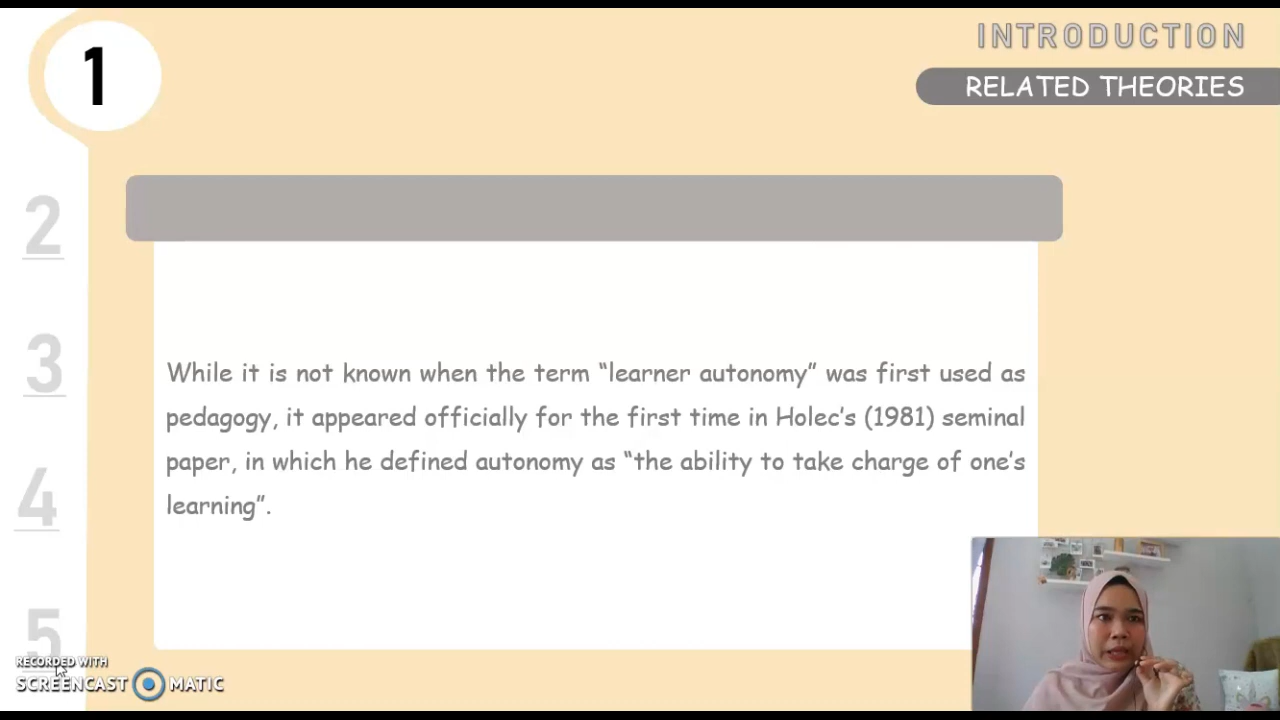 1
INTRODUCTION
RELATED THEORIES
2
3
4
5
While it is not known when the term “learner autonomy” was first used as
pedagogy, it appeared officially for the first time in Holec’s (1981) seminal
paper, in which he defined autonomy as “the ability to take charge of one’s
learning”.
RECORDED WITH
SCREENCAST MATIC